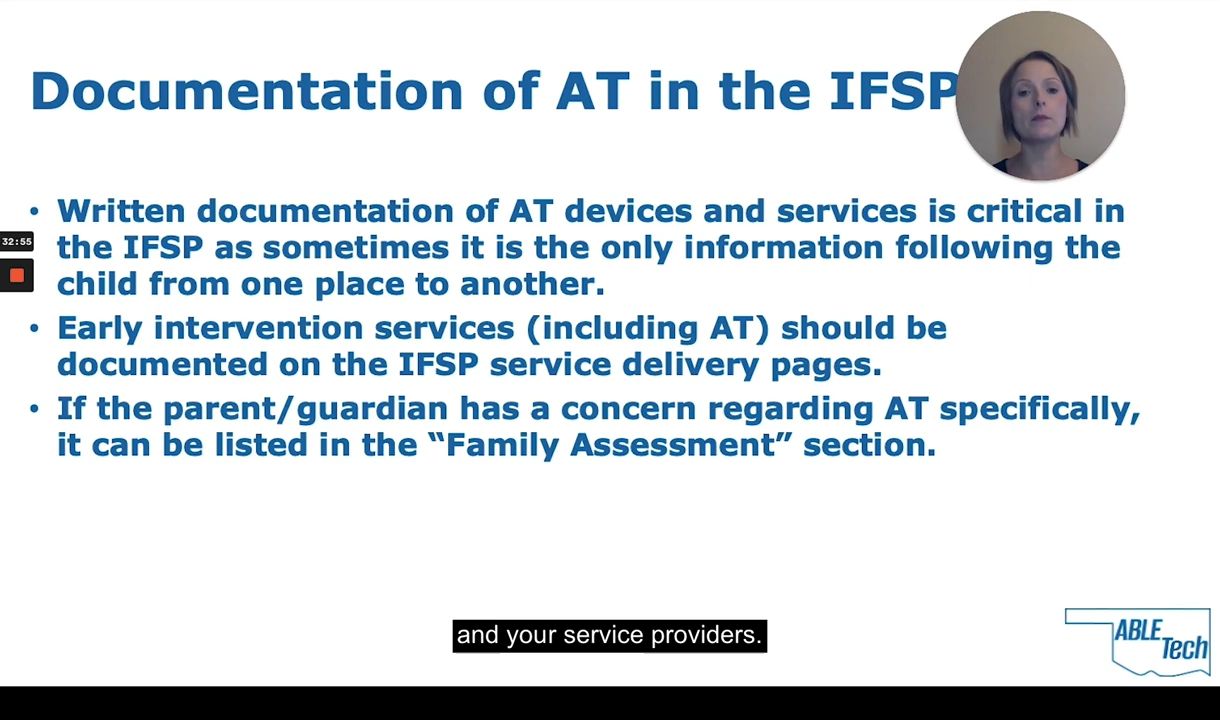 Documentation of AT in the IFSP
• Written documentation of AT devices and services is critical in
the IFSP as sometimes it is the only information following the
32:55
child from one place to another.
• Early intervention services (including AT) should be
documented on the IFSP service delivery pages.
• If the parent/guardian has a concern regarding AT specifically,
it can be listed in the “Family Assessment” section.
and your service providers.
ABLE
Tech